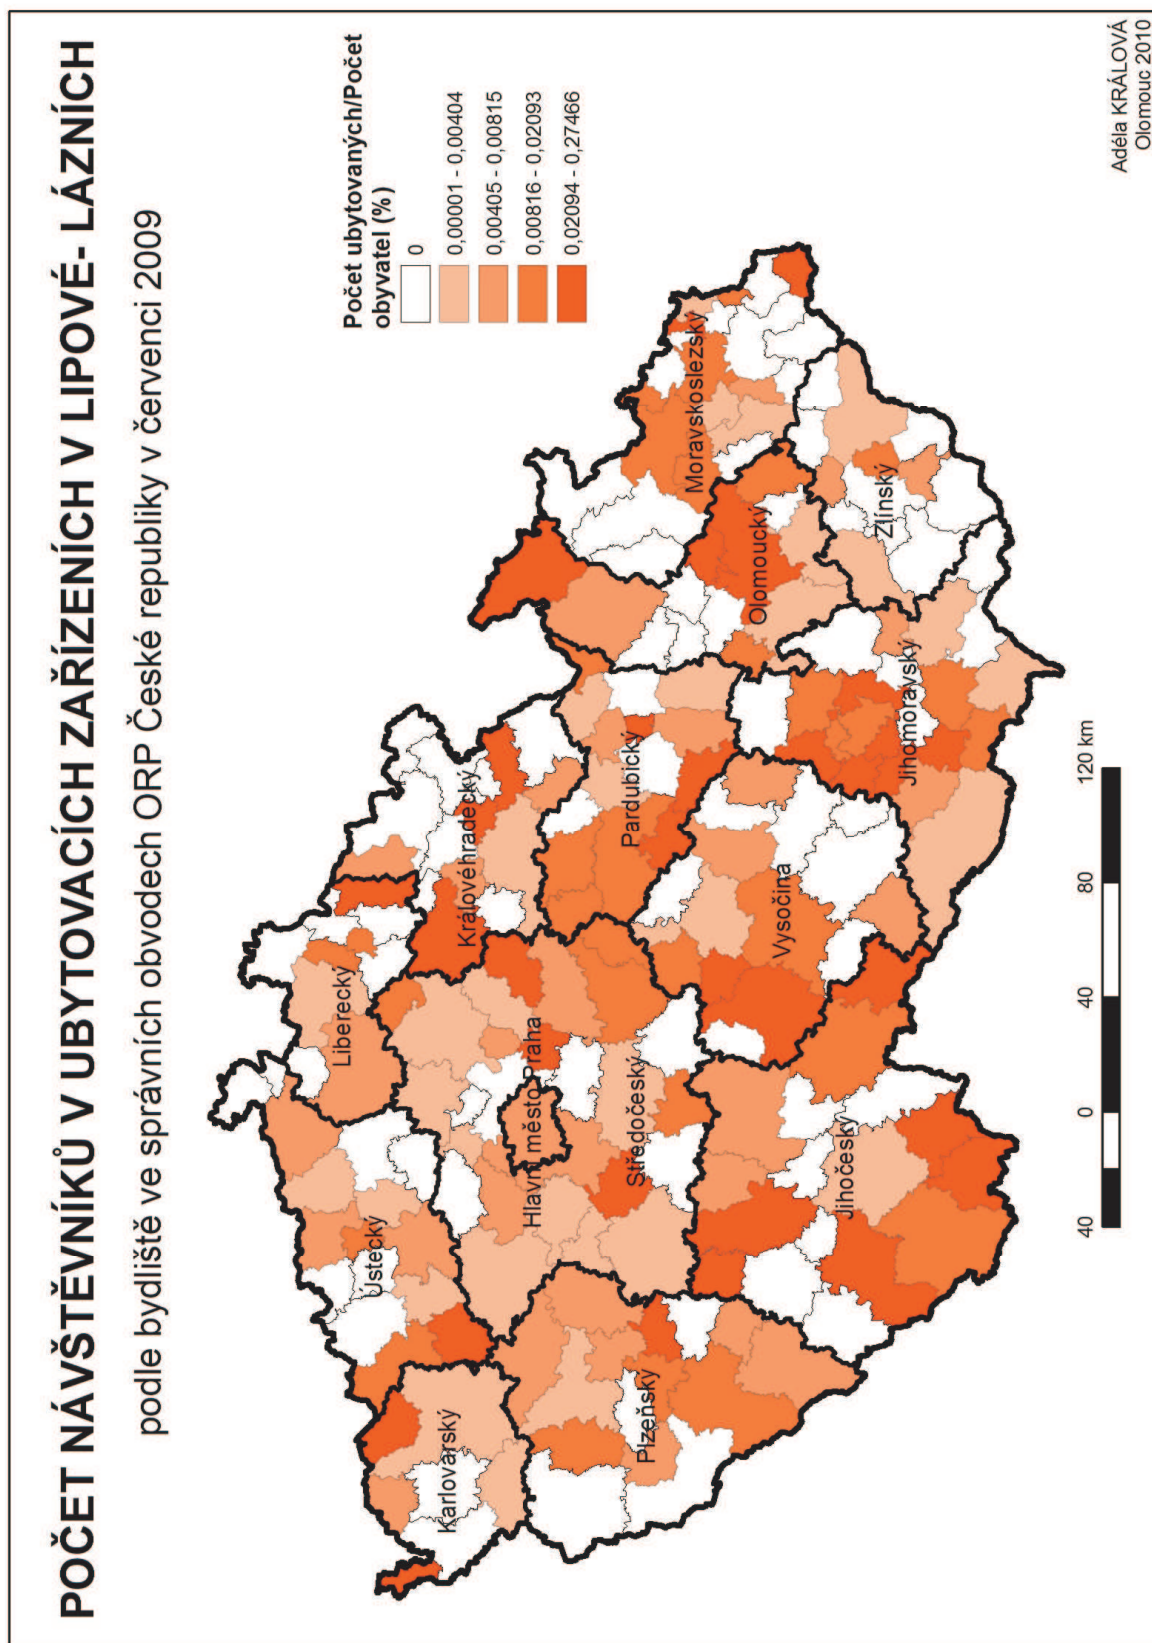 POČET NÁVŠTĚVNÍKŮ V UBYTOVACÍCH ZAŘÍZENÍCH V LIPOVÉ- LÁZNÍCH
podle bydliště ve správních obvodech ORP České republiky v červenci 2009
Počet ubytovaných/Počet
obyvatel (%)
0
0,00001 - 0,00404
0,00405 - 0,00815
0,00816 - 0,02093
0,02094 - 0,27466
Liberecký
Ústecký
Královéhradecký
Karlovarský
Hlavní město Praha
Pardubický
Středočeský
Plzeňský
Moravskoslezský
Olomoucký
Vysočina
Jihočeský
Zlínský
Jihomoravský
40
0
40
80
120 km
Adéla KRÁLOVÁ
Olomouc 2010